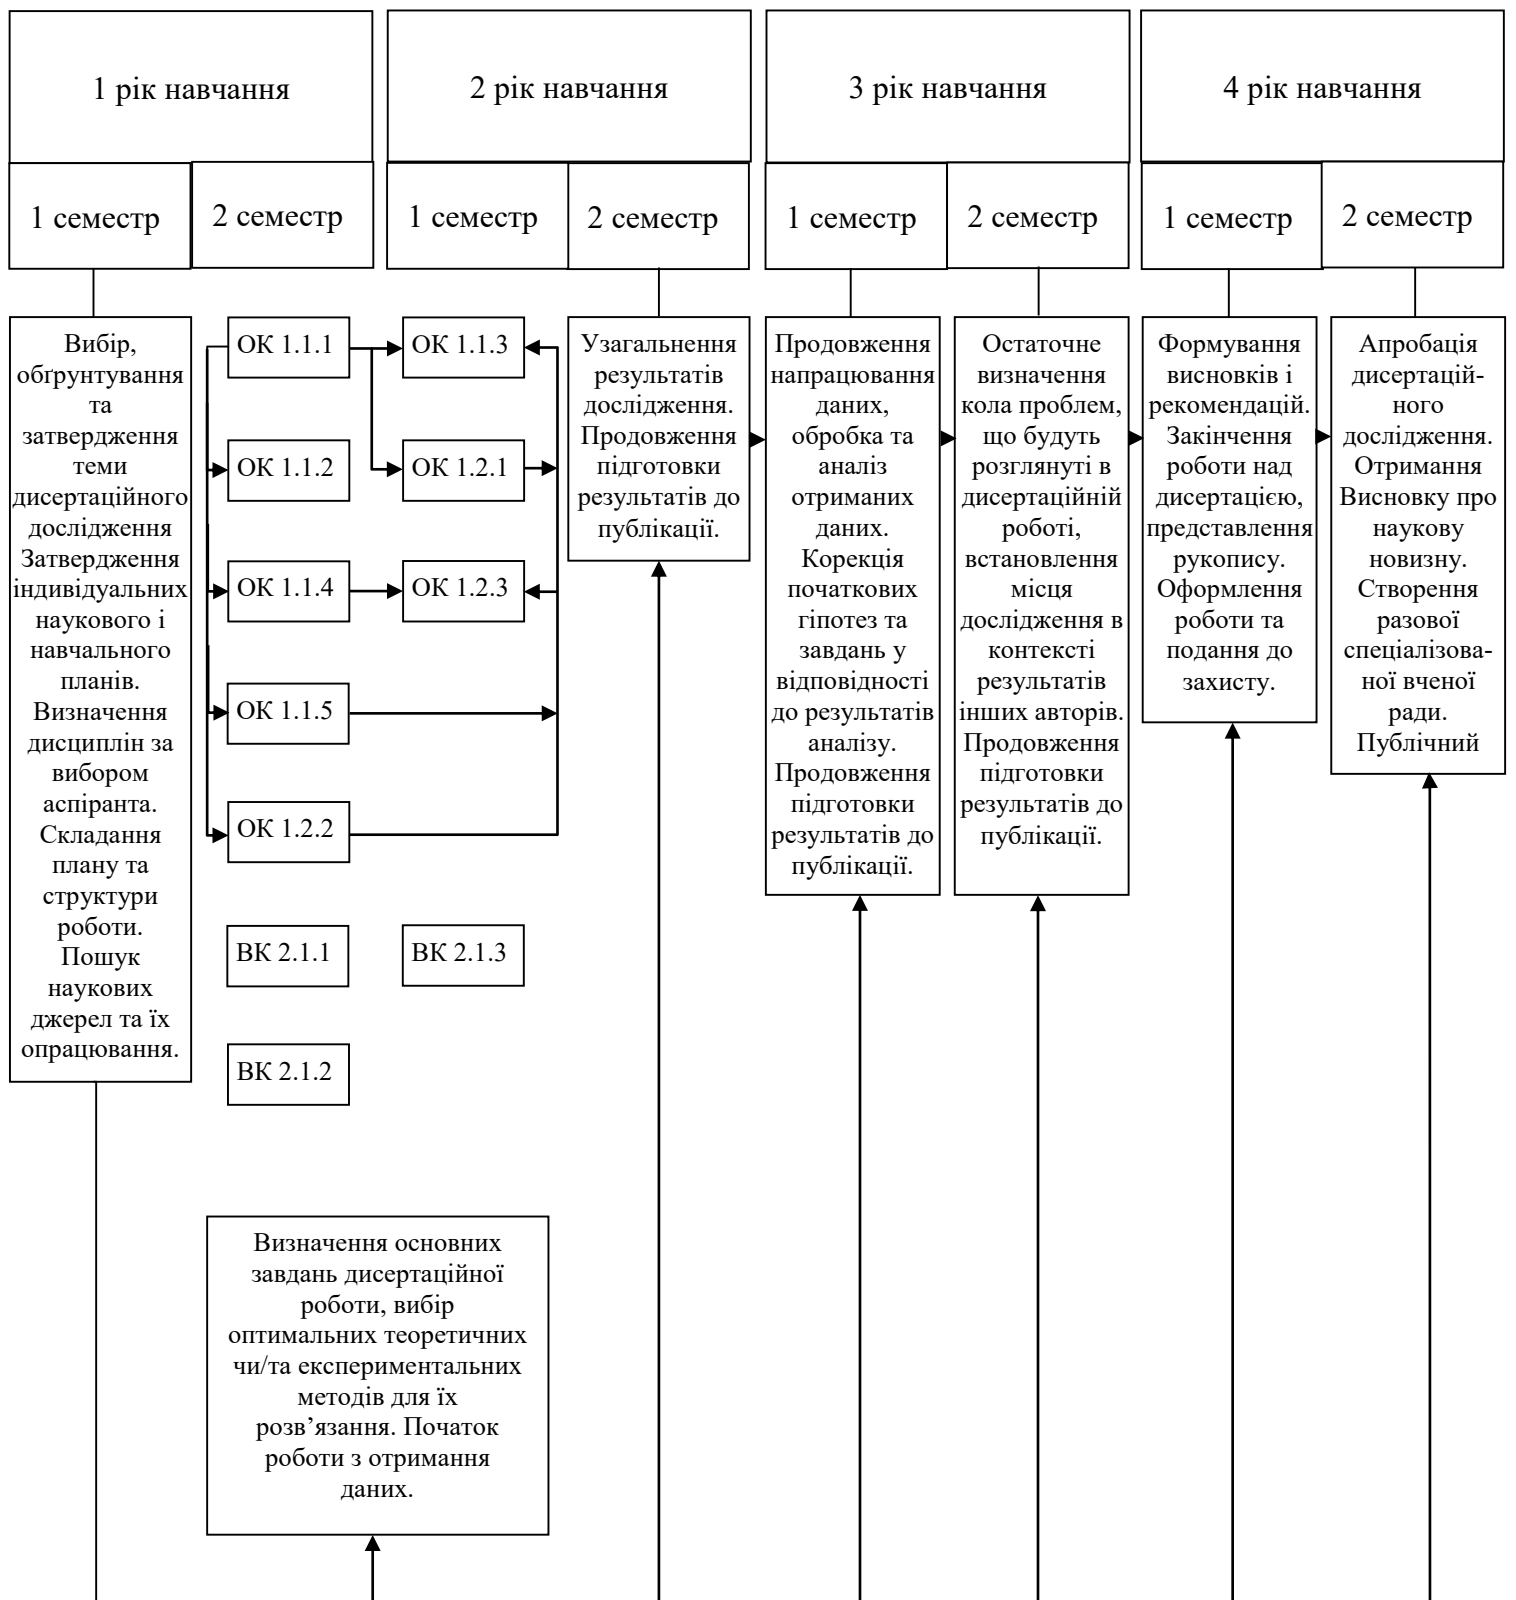 1 рік навчання
2 рік навчання
3 рік навчання
4 рік навчання
1 семестр
2 семестр
1 семестр
2 семестр
1 семестр
2 семестр
1 семестр
2 семестр
Вибір,
обґрунтування
та
затвердження
теми
дисертаційного
дослідження
Затвердження
індивідуальних
наукового і
навчального
планів.
Визначення
дисциплін за
вибором
аспіранта.
Складання
плану та
структури
роботи.
Пошук
наукових
джерел та їх
опрацювання.
ОК 1.1.1
ОК 1.1.2
ОК 1.1.4
ОК 1.1.5
ОК 1.2.2
ВК 2.1.1
ВК 2.1.2
ОК 1.1.3
ОК 1.2.1
ОК 1.2.3
ВК 2.1.3
Визначення основних
завдань дисертаційної
роботи, вибір
оптимальних теоретичних
чи/та експериментальних
методів для їх
розв’язання. Початок
роботи з отримання
даних.
Узагальнення
результатів
дослідження.
Продовження
підготовки
результатів до
публікації.
Продовження
напрацювання
даних,
обробка та
аналіз
отриманих
даних.
Корекція
початкових
гіпотез та
завдань у
відповідності
до результатів
аналізу.
Продовження
підготовки
результатів до
публікації.
Остаточне
визначення
кола проблем,
що будуть
розглянуті в
дисертаційній
роботі,
встановлення
місця
дослідження в
контексті
результатів
інших авторів.
Продовження
підготовки
результатів до
публікації.
Формування
висновків і
рекомендацій.
Закінчення
роботи над
дисертацією,
представлення
рукопису.
Оформлення
роботи та
подання до
захисту.
Апробація
дисертацій-
ного
дослідження.
Отримання
Висновку про
наукову
новизну.
Створення
разової
спеціалізова-
ної вченої
ради.
Публічний